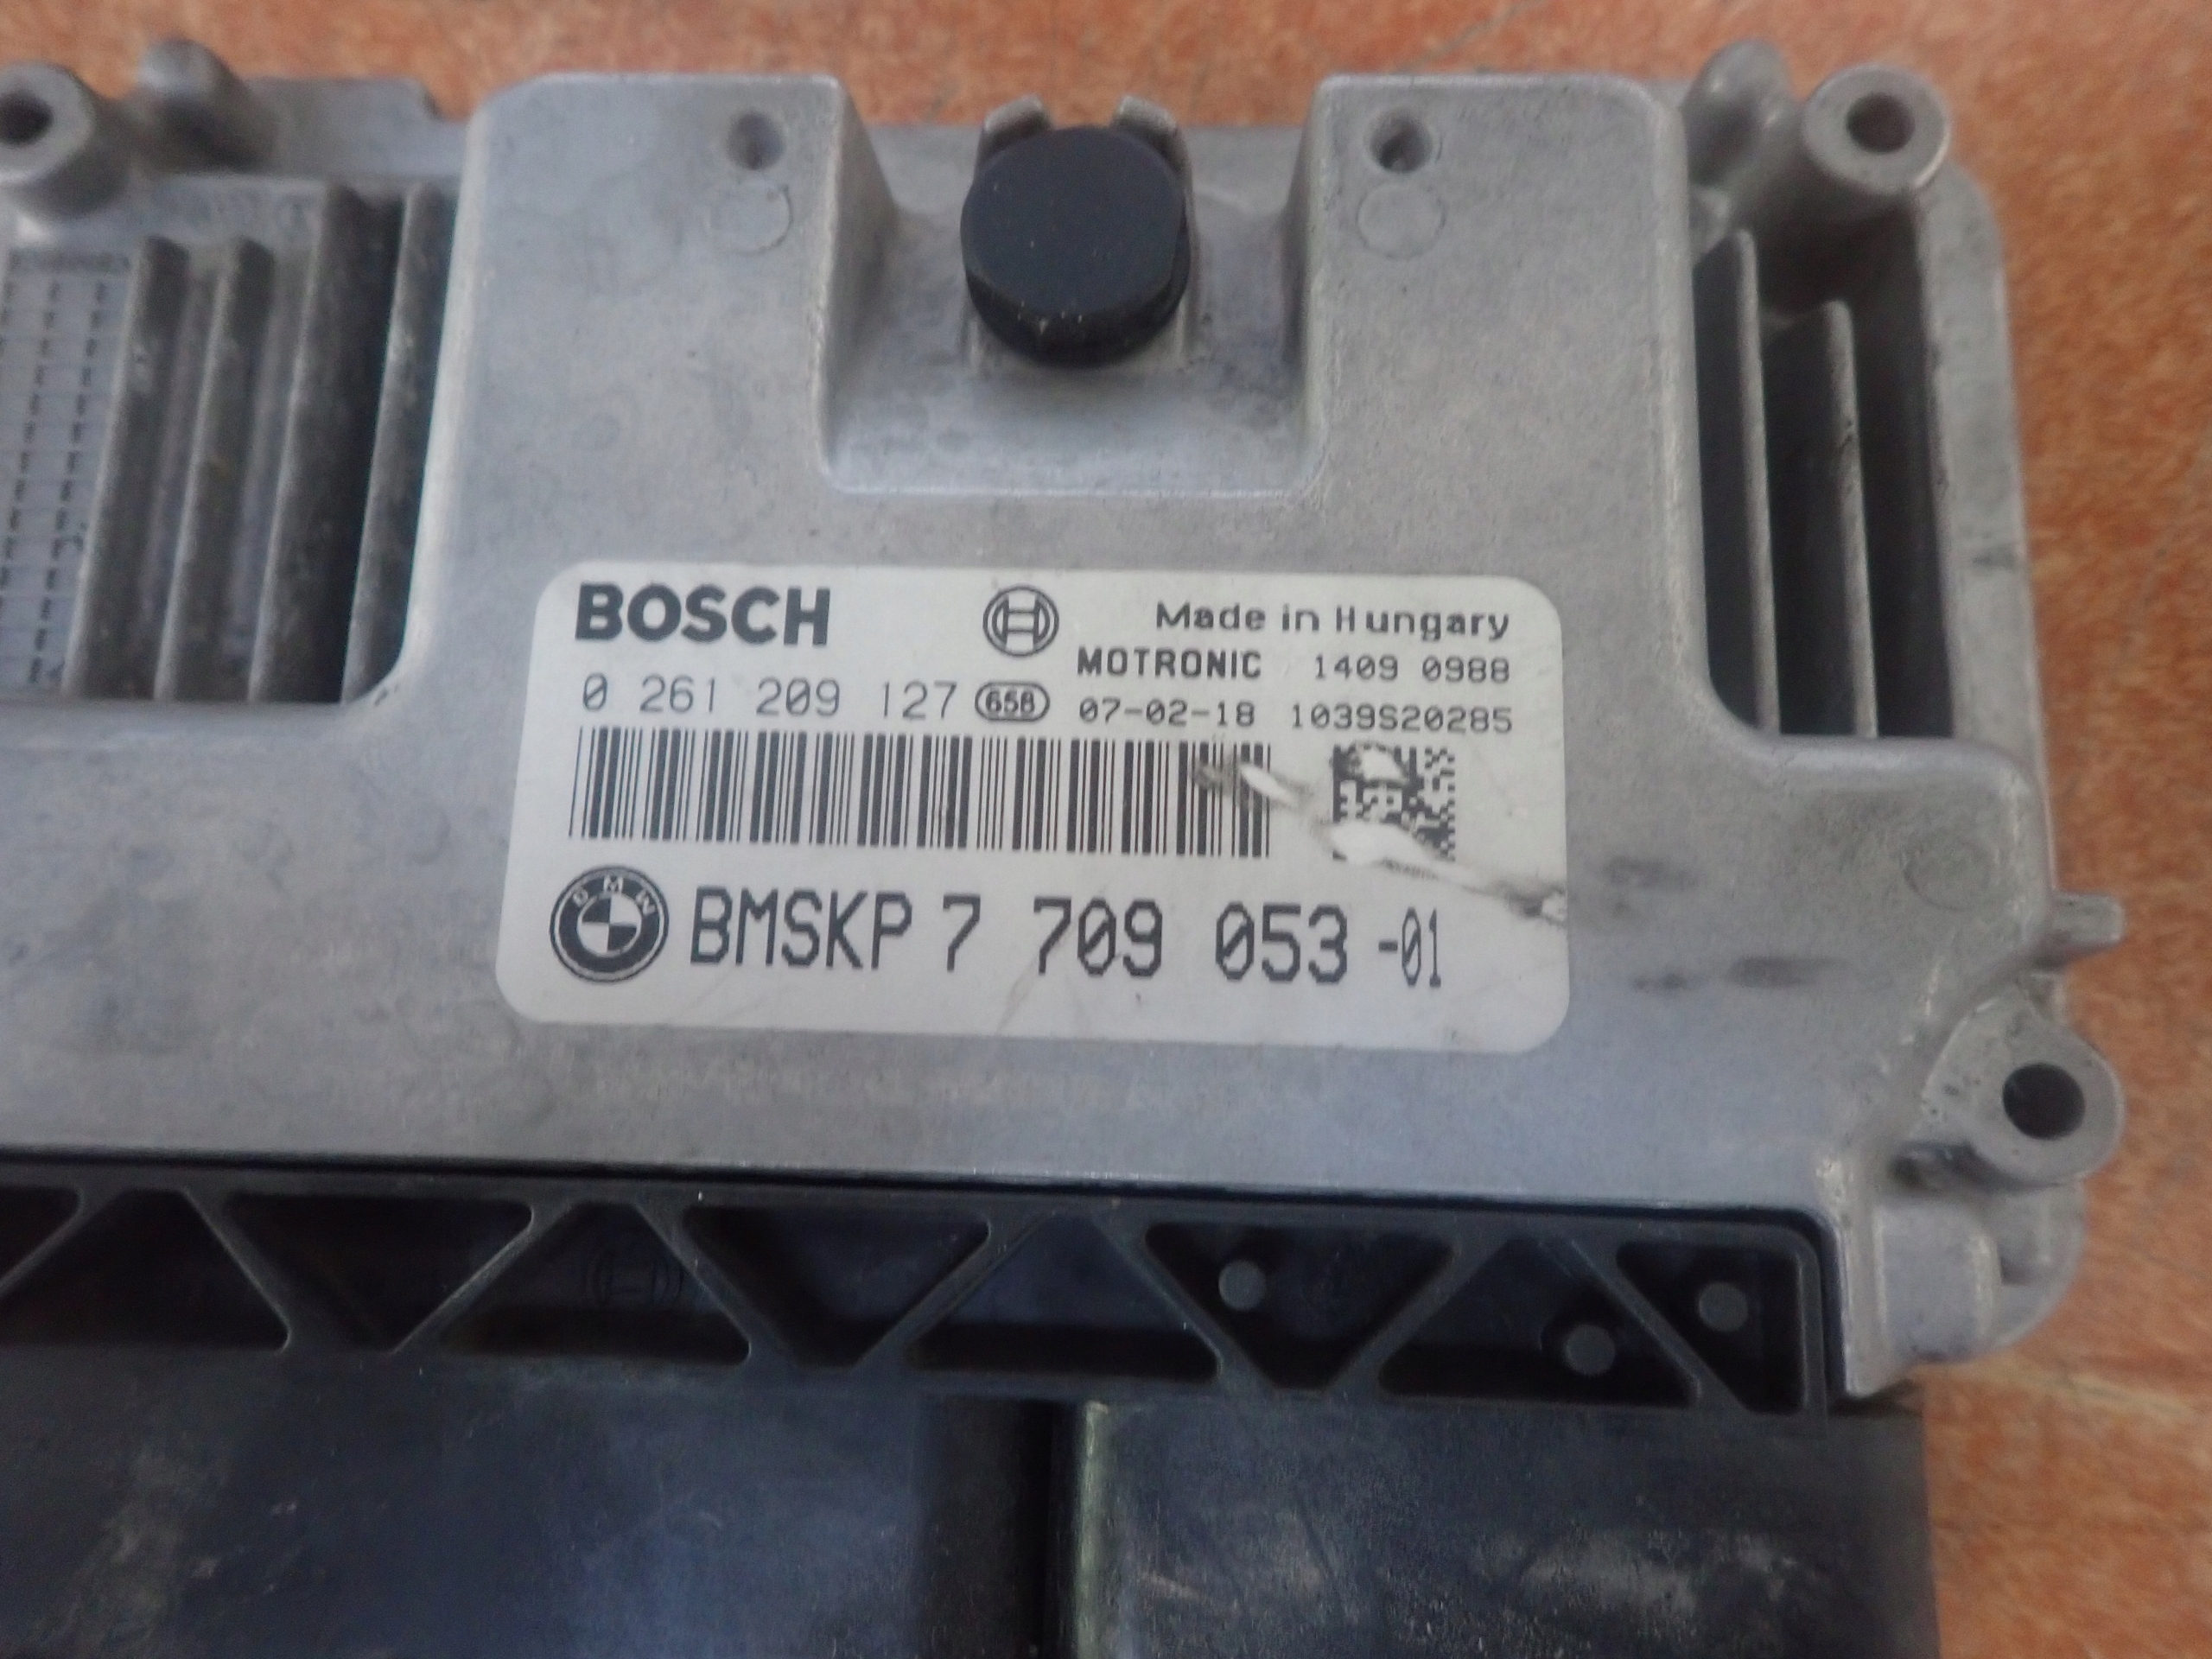 BOSCH
Made in Hungary
MOTRONIC 1409 0988
0 261 209 127 658 07-02-18 1039S20285
BMW
BMSKP 7 709 053 -01